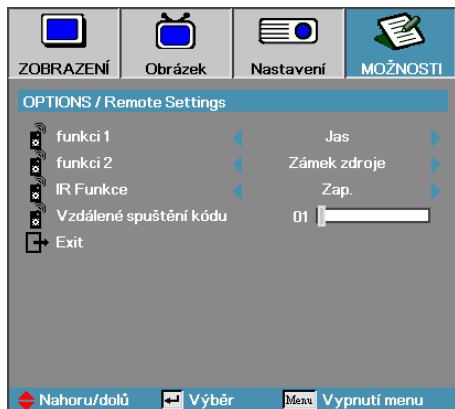 ZOBRAZENÍ Obrázek Nastavení MOŽNOSTI
OPTIONS / Remote Settings
funkci 1 Jas
funkci 2 Zámek zdroje
IR Funkce Zap.
Vzdálené spuštění kódu 01
Exit
Nahoru/dolů Výběr Menu Vypnutí menu